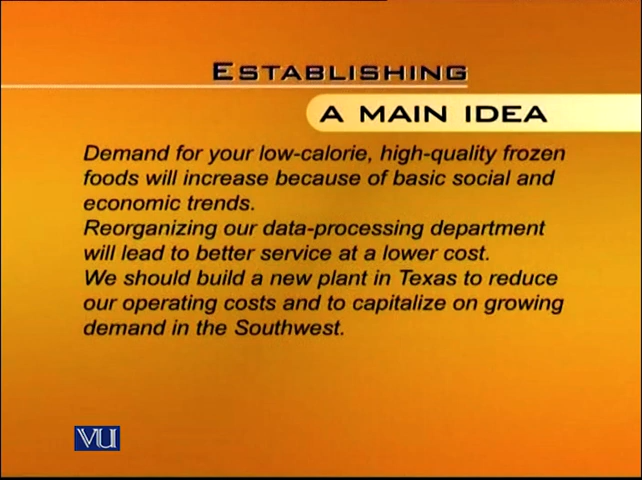 ESTABLISHING
A MAIN IDEA
Demand for your low-calorie, high-quality frozen
foods will increase because of basic social and
economic trends.
Reorganizing our data-processing department
will lead to better service at a lower cost.
We should build a new plant in Texas to reduce
our operating costs and to capitalize on growing
demand in the Southwest.
VU